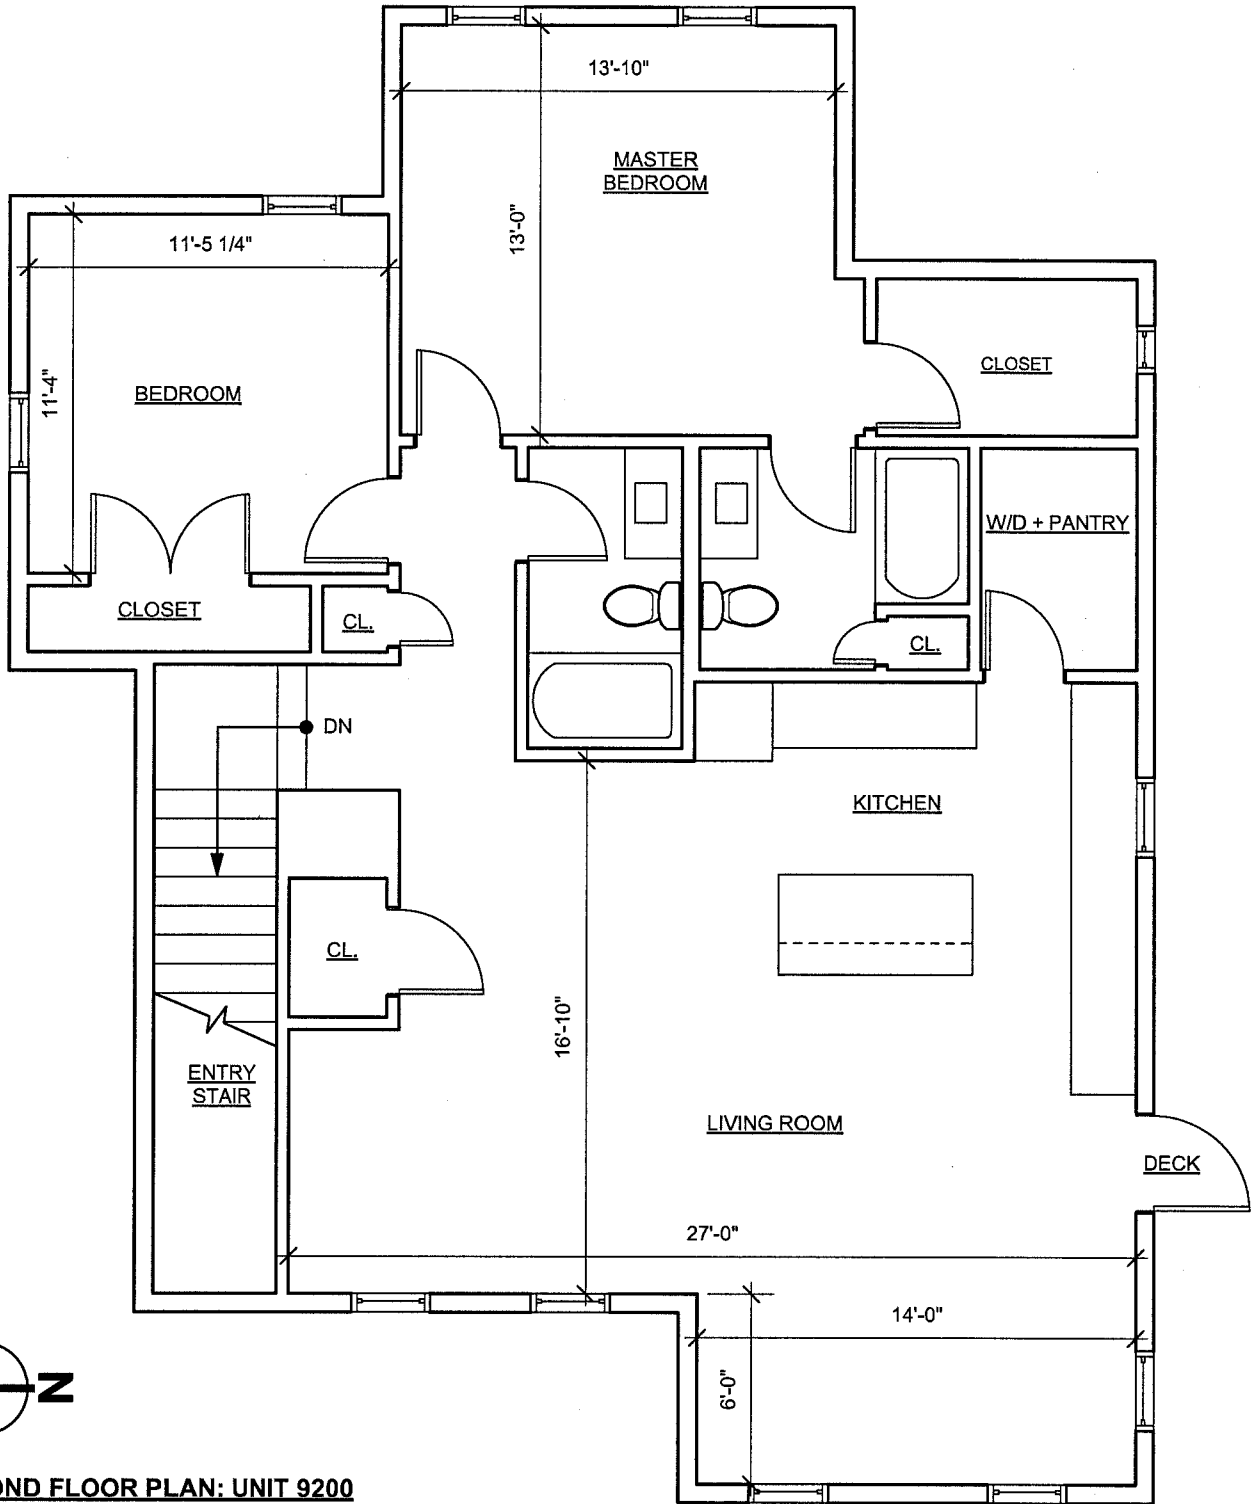 13'-10"
MASTER
BEDROOM
13'-0"
11'-5 1/4"
11'-4"
BEDROOM
CLOSET
W/D + PANTRY
CLOSET
CL.
CL.
DN
KITCHEN
CL.
16'-10"
ENTRY
STAIR
LIVING ROOM
DECK
27'-0"
14'-0"
6'-0"
N
OND FLOOR PLAN: UNIT 9200